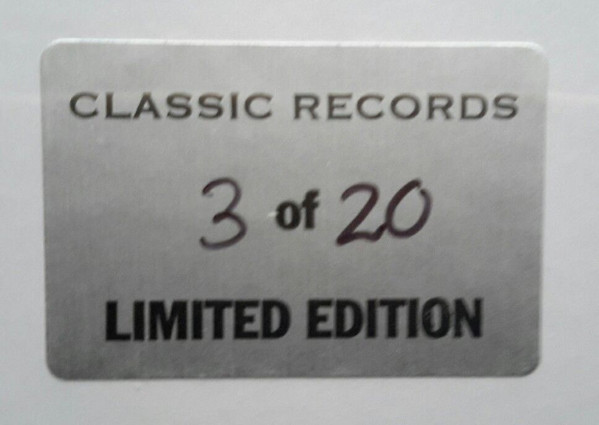 CLASSIC RECORDS
3 of 20
LIMITED EDITION